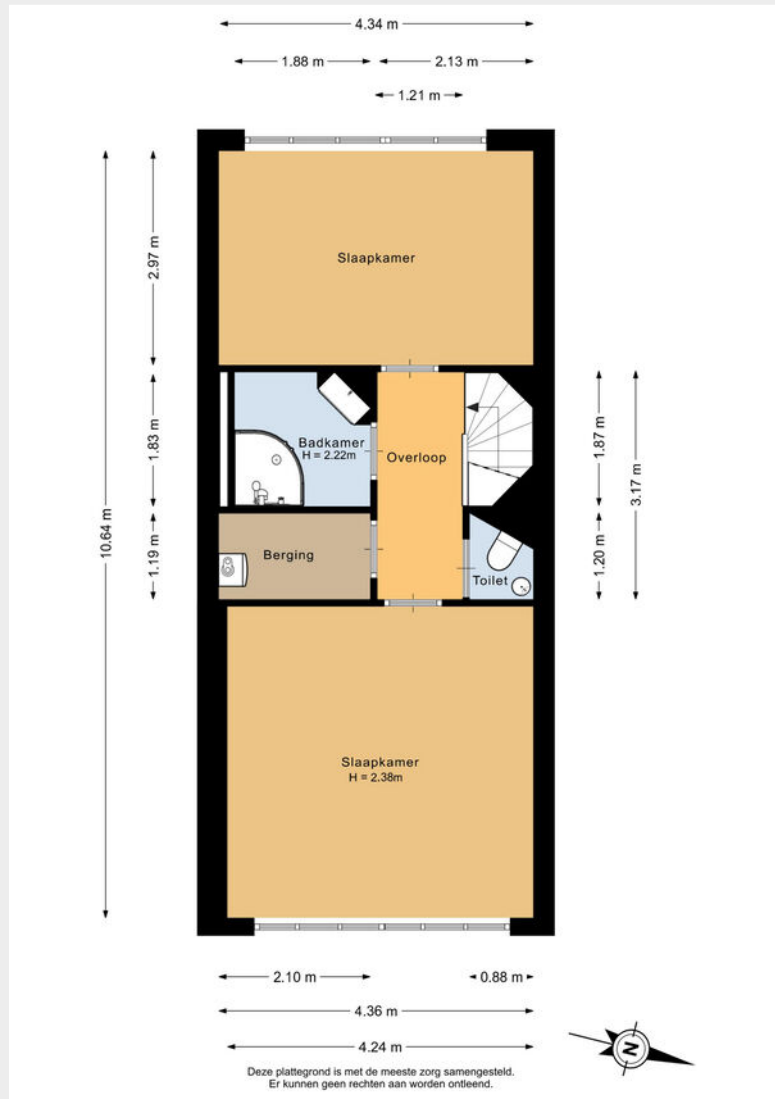 4.34 m
1.88 m
2.13 m
1.21 m
Slaapkamer
2.97 m
1.83 m
10.64 m
1.19 m
Badkamer
H = 2.22m
Overloop
1.87 m
3.17 m
1.20 m
Berging
Toilet
Slaapkamer
H = 2.38m
2.10 m
0.88 m
4.36 m
4.24 m
N
Deze plattegrond is met de meeste zorg samengesteld.
Er kunnen geen rechten aan worden ontleend.